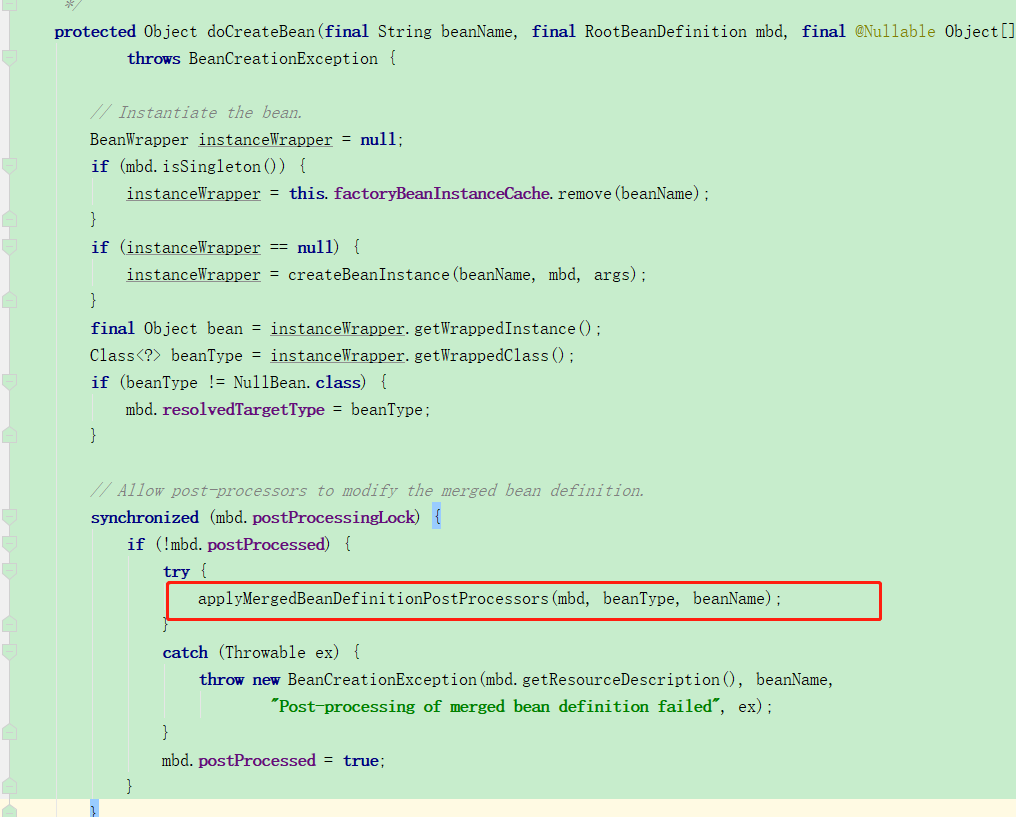 */
protected Object doCreateBean(final String beanName, final RootBeanDefinition mbd, final @Nullable Object[]
throws BeanCreationException {
// Instantiate the bean.
BeanWrapper instanceWrapper = null;
if (mbd.isSingleton()) {
instanceWrapper = this.factoryBeanInstanceCache.remove(beanName);
}
if (instanceWrapper == null) {
instanceWrapper = createBeanInstance(beanName, mbd, args);
}
final Object bean = instanceWrapper.getWrappedInstance();
Class<?> beanType = instanceWrapper.getWrappedClass();
if (beanType != NullBean.class) {
mbd.resolvedTargetType = beanType;
}
// Allow post-processors to modify the merged bean definition.
synchronized (mbd.postProcessingLock) {
if (!mbd.postProcessed) {
try {
applyMergedBeanDefinitionPostProcessors(mbd, beanType, beanName);
}
catch (Throwable ex) {
throw new BeanCreationException(mbd.getResourceDescription(), beanName,
"Post-processing of merged bean definition failed", ex);
}
mbd.postProcessed = true;
}
}